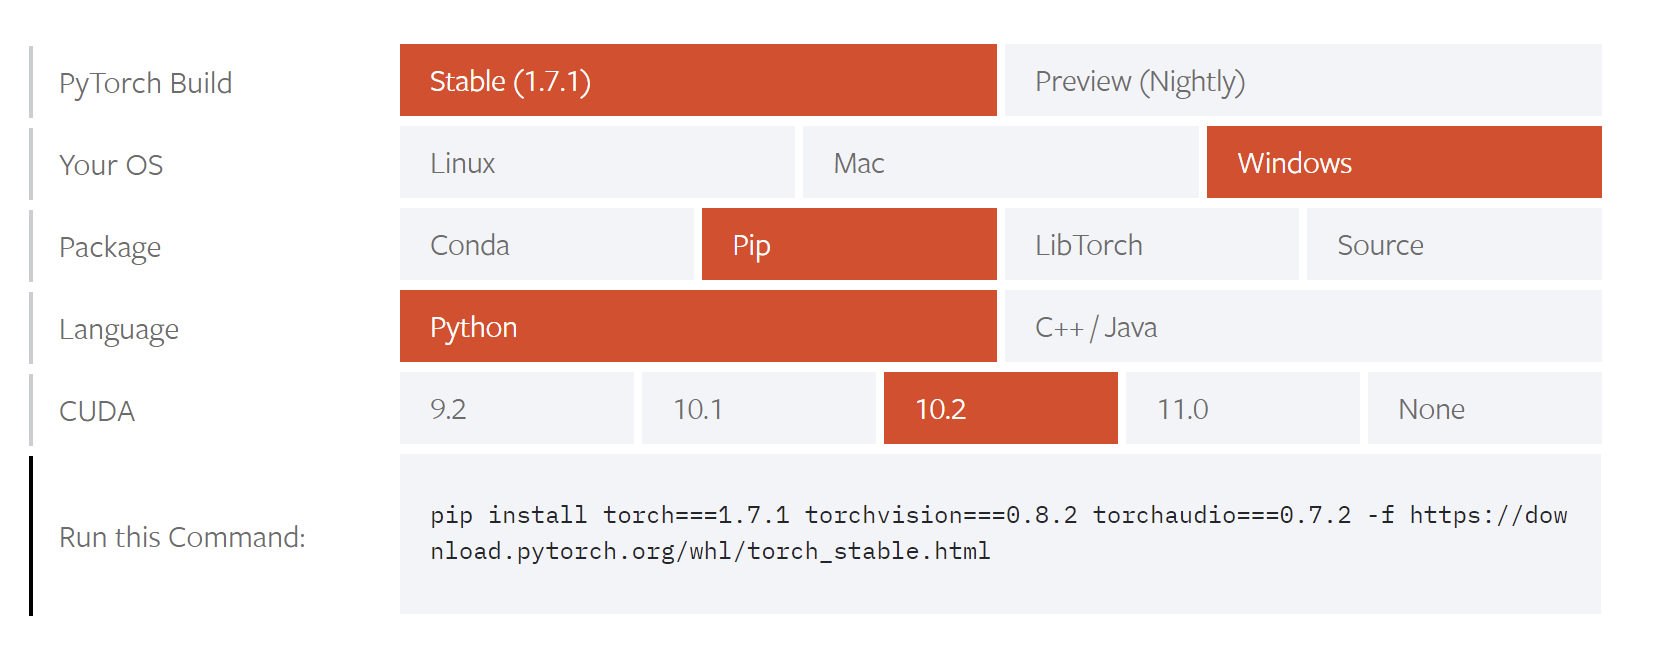 PyTorch Build
Stable (1.7.1)
Preview (Nightly)
Your OS
Linux
Mac
Windows
Package
Conda
Pip
LibTorch
Source
Language
Python
C++ / Java
CUDA
9.2
10.1
10.2
11.0
None
Run this Command:
pip install torch===1.7.1 torchvision===0.8.2 torchaudio===0.7.2 -f https://dow
nload.pytorch.org/whl/torch_stable.html